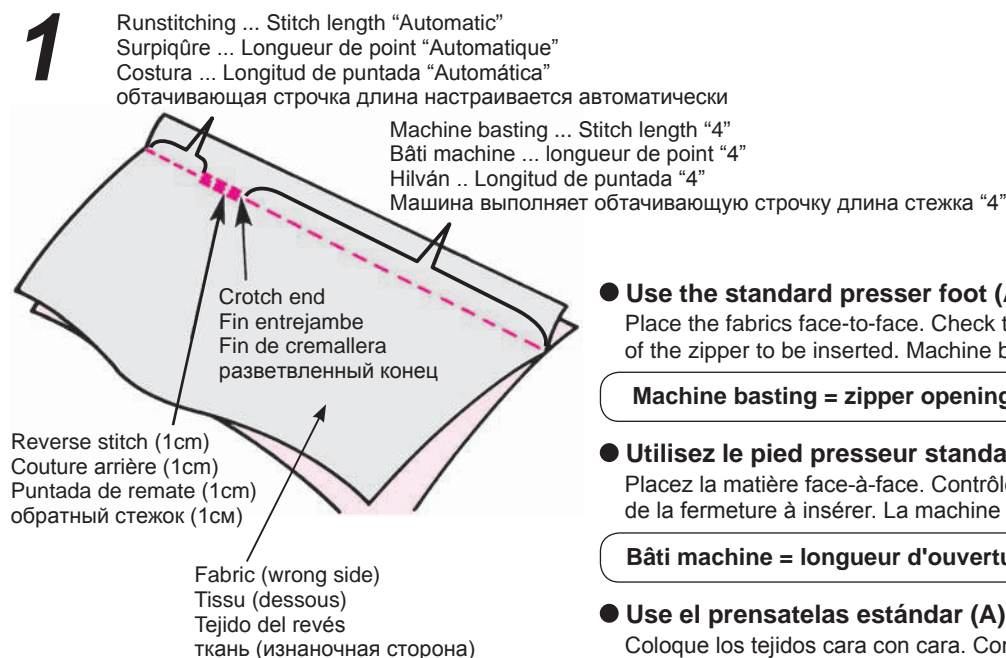 1
Runstitching ... Stitch length “Automatic”
Surpiqûre ... Longueur de point “Automatique”
Costura ... Longitud de puntada “Automática”
обтачивающая строчка длина настраивается автоматически
Machine basting ... Stitch length “4”
Bâti machine ... longueur de point “4”
Hilván .. Longitud de puntada “4”
Машина выполняет обтачивающую строчку длина стежка “4”
Crotch end
Fin entrejambe
Fin de cremallera
разветвленный конец
Reverse stitch (1cm)
Couture arrière (1cm)
Puntada de remate (1cm)
обратный стежок (1см)
Fabric (wrong side)
Tissu (dessous)
Tejido del revés
ткань (изнаночная сторона)
● Use the standard presser foot
Place the fabrics face-to-face. Check
of the zipper to be inserted. Machine
Machine basting = zipper opening
● Utilisez le pied presseur
Placez la matière face-à-face.
de la fermeture à insérer. La machine
Bâti machine = longueur
● Use el prensatelas estándar (A)
Coloque los tejidos cara con cara.